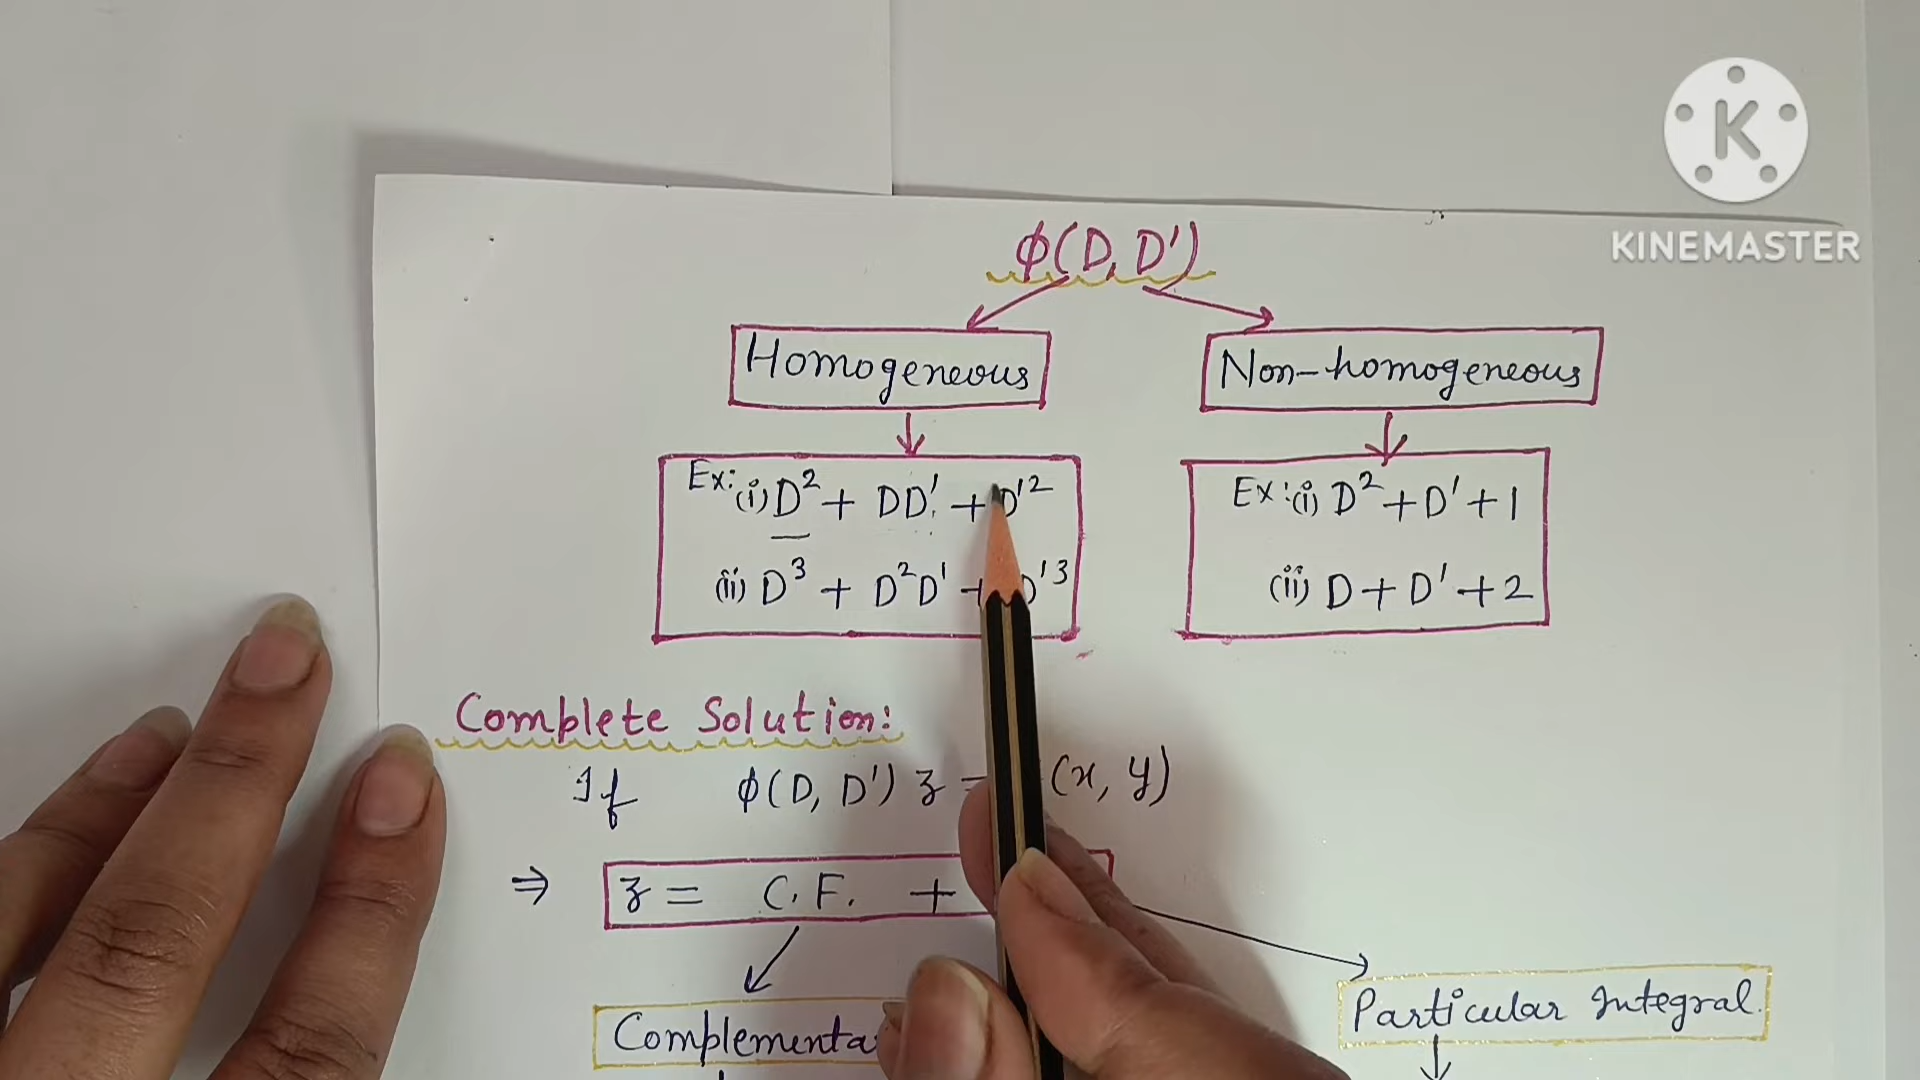 K
KINEMASTER
ϕ(D, D')
Homogeneous
Non-homogeneous
Ex: (i) D² + DD' + D'²
(ii) D³ + D²D' + D'³
Ex: (i) D² + D' + 1
(ii) D + D' + 2
Complete Solution:
If ϕ(D, D') z = (x, y)
⇒ z = C.F. +
Particular Integral.